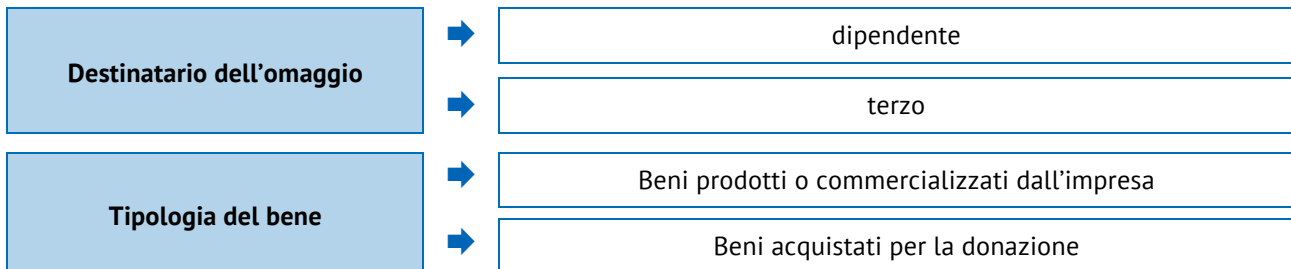 Destinatario dell’omaggio
dipendente
terzo
Tipologia del bene
Beni prodotti o commercializzati dall’impresa
Beni acquistati per la donazione